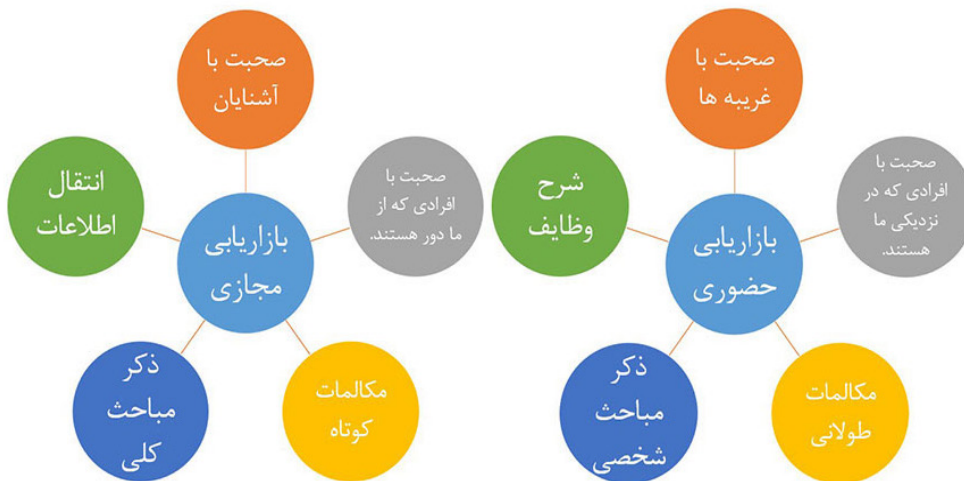 صحبت با
غریبه ها
صحبت با
افرادی که در
نزدیکی ما
هستند.
شرح
وظایف
بازاریابی
حضوری
مکالمات
طولانی
ذکر
مباحث
شخصی
صحبت با
آشنایان
صحبت با
افرادی که از
ما دور هستند.
انتقال
اطلاعات
بازاریابی
مجازی
مکالمات
کوتاه
ذکر
مباحث
کلی